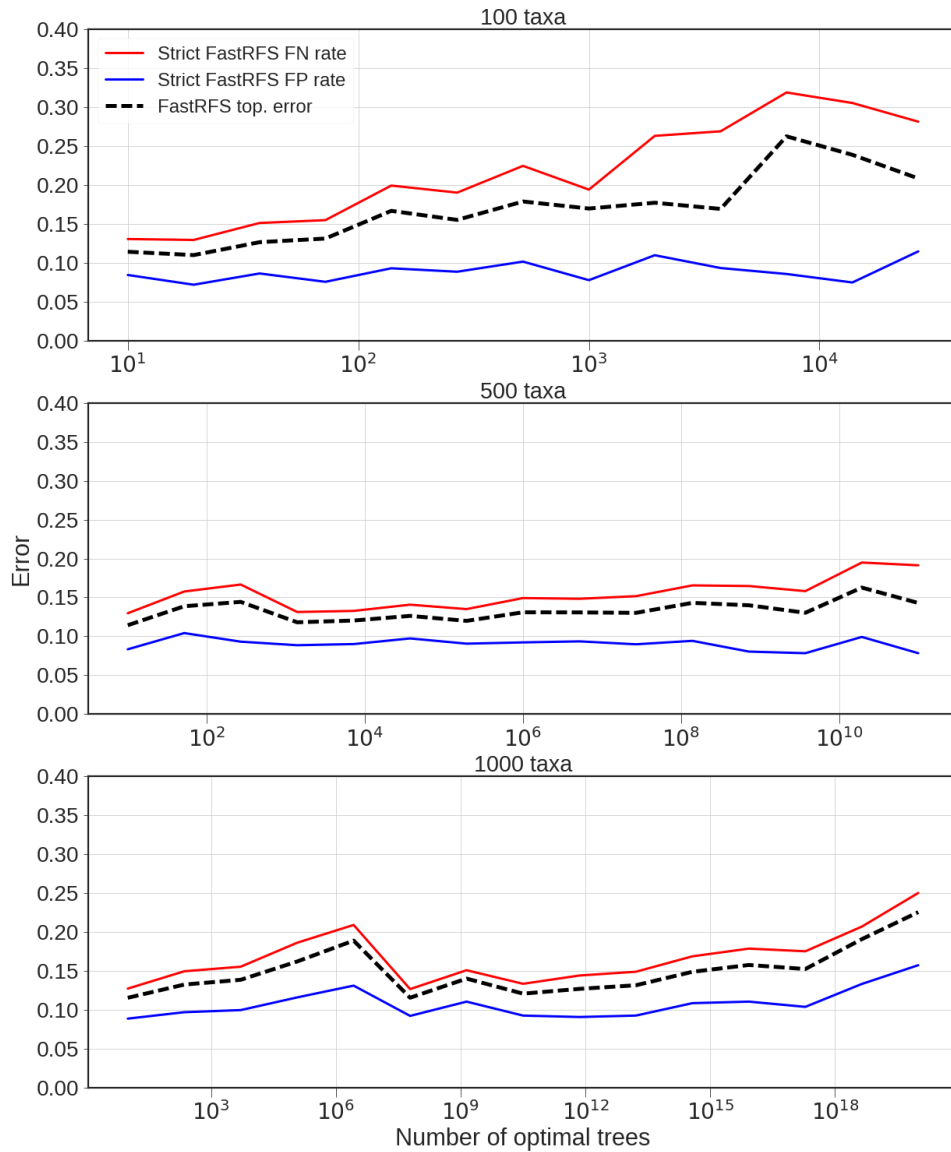 100 taxa
0.40
0.35
0.30
0.25
0.20
0.15
0.10
0.05
0.00
Strict FastRFS FN rate
Strict FastRFS FP rate
FastRFS top. error
10¹ 10² 10³ 10⁴
500 taxa
0.40
0.35
0.30
0.25
0.20
0.15
0.10
0.05
0.00
Error
10² 10⁴ 10⁶ 10⁸ 10¹⁰
1000 taxa
0.40
0.35
0.30
0.25
0.20
0.15
0.10
0.05
0.00
10³ 10⁶ 10⁹ 10¹² 10¹⁵ 10¹⁸
Number of optimal trees